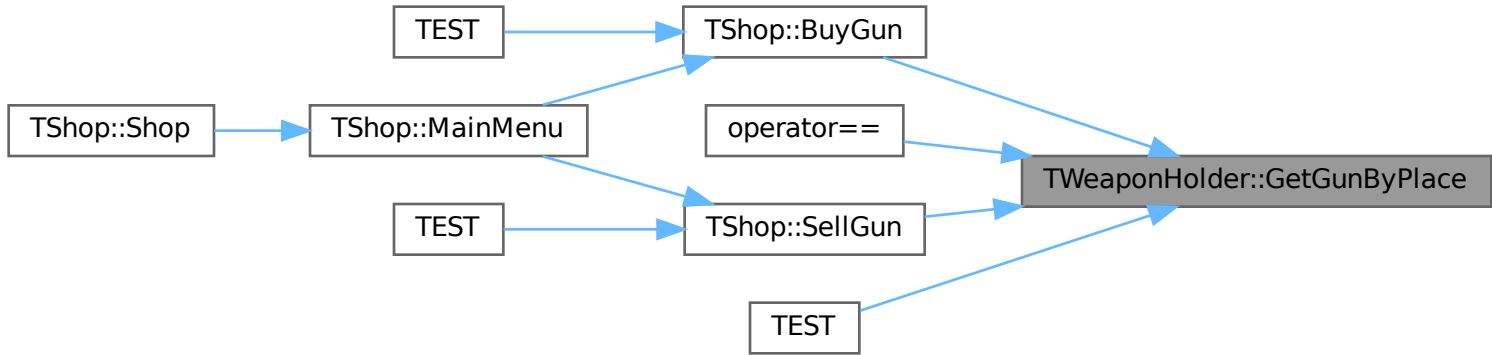 TEST
TShop::BuyGun
TShop::Shop
TShop::MainMenu
operator==
TWeaponHolder::GetGunByPlace
TEST
TShop::SellGun
TEST